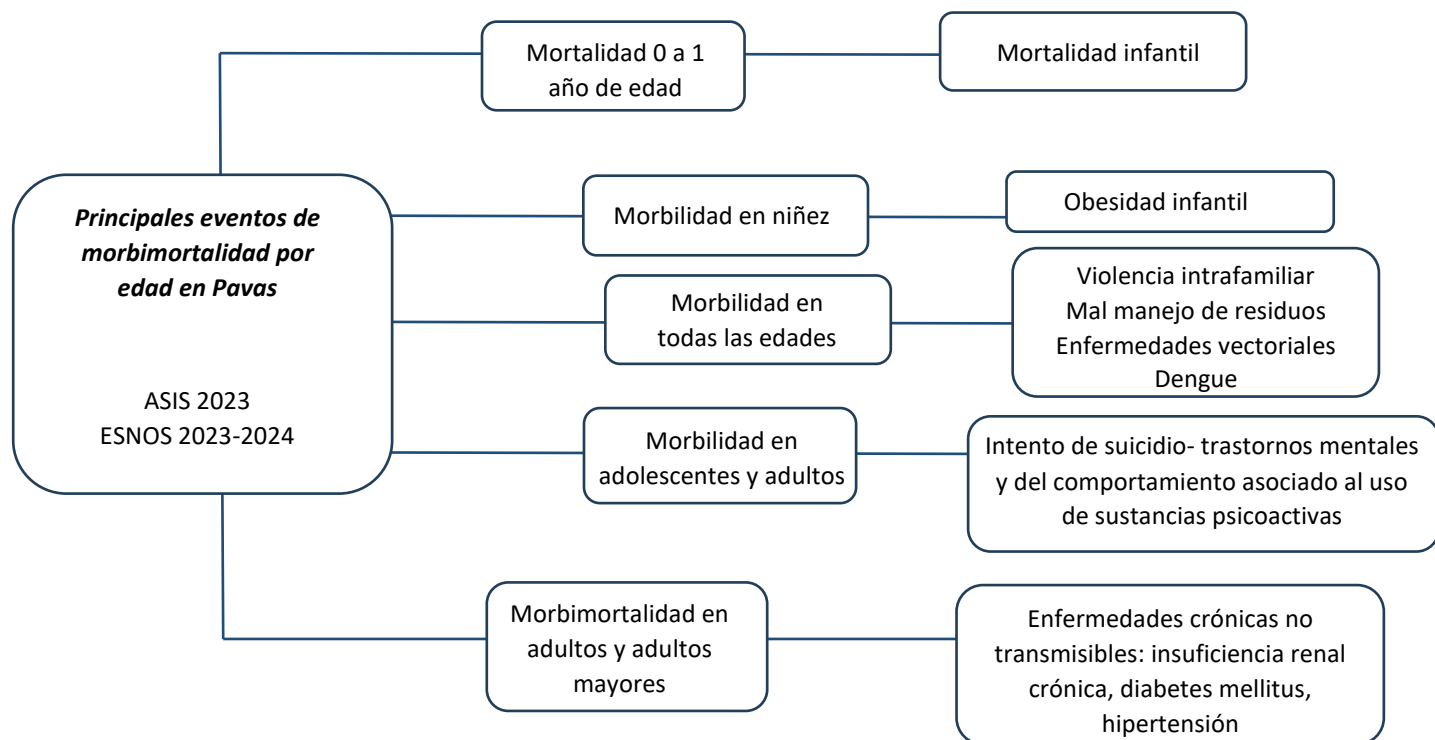 Mortalidad 0 a 1
año de edad
Mortalidad infantil
Principales eventos de
morbimortalidad por
edad en Pavas
ASIS 2023
ESNOS 2023-2024
Morbilidad en niñez
Obesidad infantil
Morbilidad en
todas las edades
Violencia intrafamiliar
Mal manejo de residuos
Enfermedades vectoriales
Dengue
Morbilidad en
adolescentes y adultos
Intento de suicidio- trastornos mentales
y del comportamiento asociado al uso
de sustancias psicoactivas
Morbimortalidad en
adultos y adultos
mayores
Enfermedades crónicas no
transmisibles: insuficiencia renal
crónica, diabetes mellitus,
hipertensión